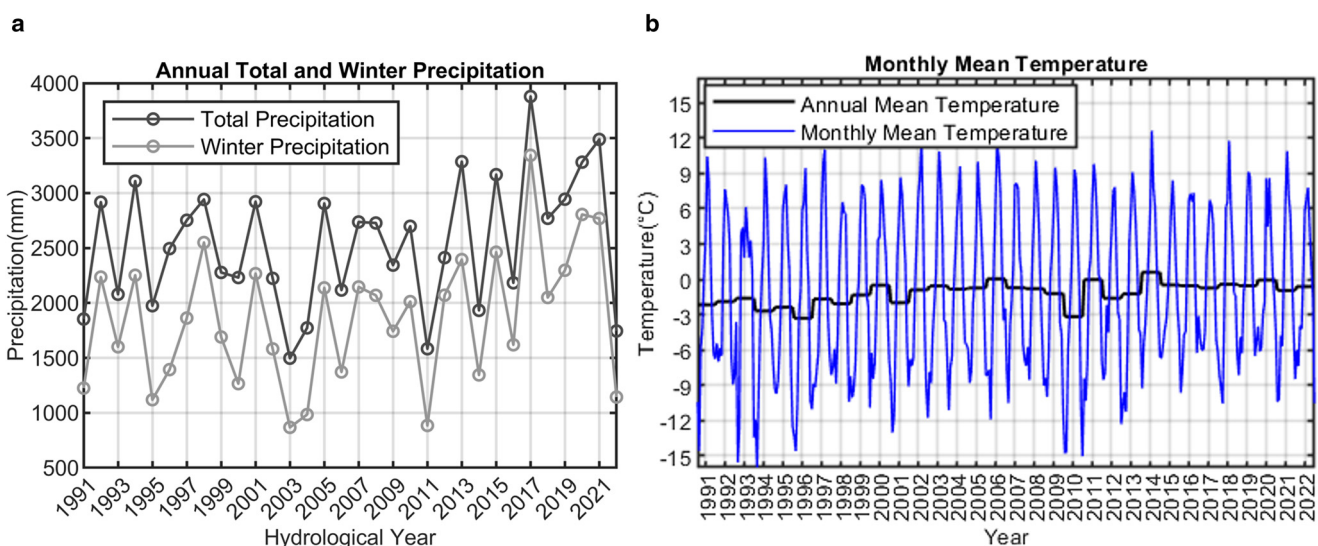 a
Annual Total and Winter Precipitation
Total Precipitation
Winter Precipitation
Precipitation(mm)
4000
3500
3000
2500
2000
1500
1000
500
1991 1993 1995 1997 1999 2001 2003 2005 2007 2009 2011 2013 2015 2017 2019 2021
Hydrological Year
b
Monthly Mean Temperature
Annual Mean Temperature
Monthly Mean Temperature
Temperature(°C)
15
12
9
6
3
0
-3
-6
-9
-12
-15
1991 1992 1993 1994 1995 1996 1997 1998 1999 2000 2001 2002 2003 2004 2005 2006 2007 2008 2009 2010 2011 2012 2013 2014 2015 2016 2017 2018 2019 2020 2021 2022
Year